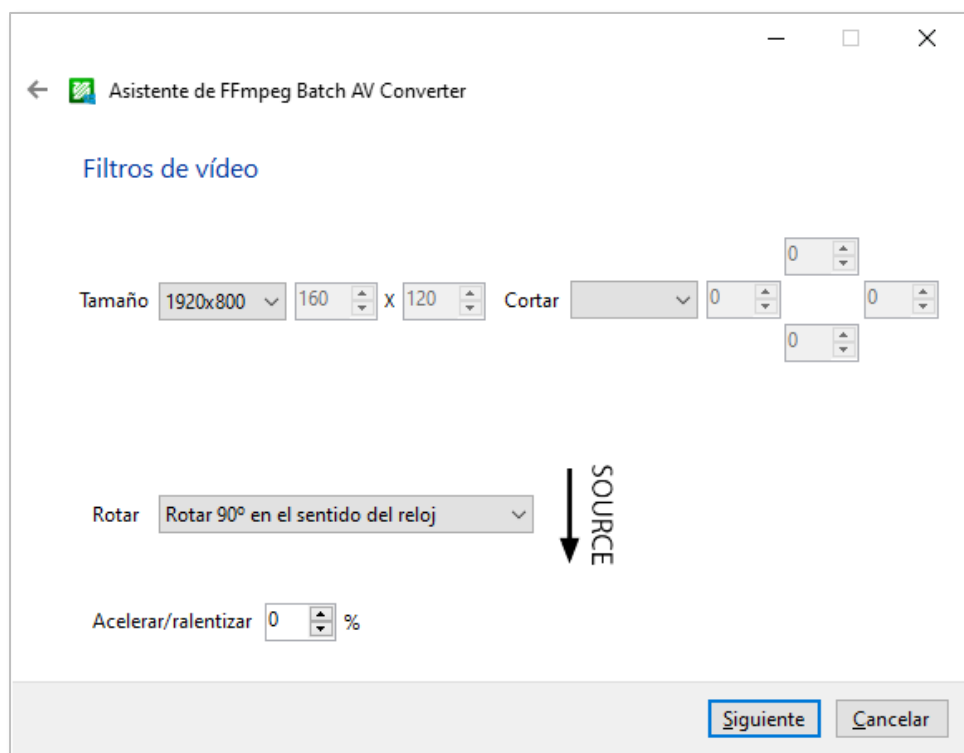 Asistente de FFmpeg Batch AV Converter
Filtros de vídeo
0
Tamaño 1920x800 160 X 120 Cortar 0 0
0
Rotar Rotar 90º en el sentido del reloj SOURCE
Acelerar/ralentizar 0 %
Siguiente Cancelar